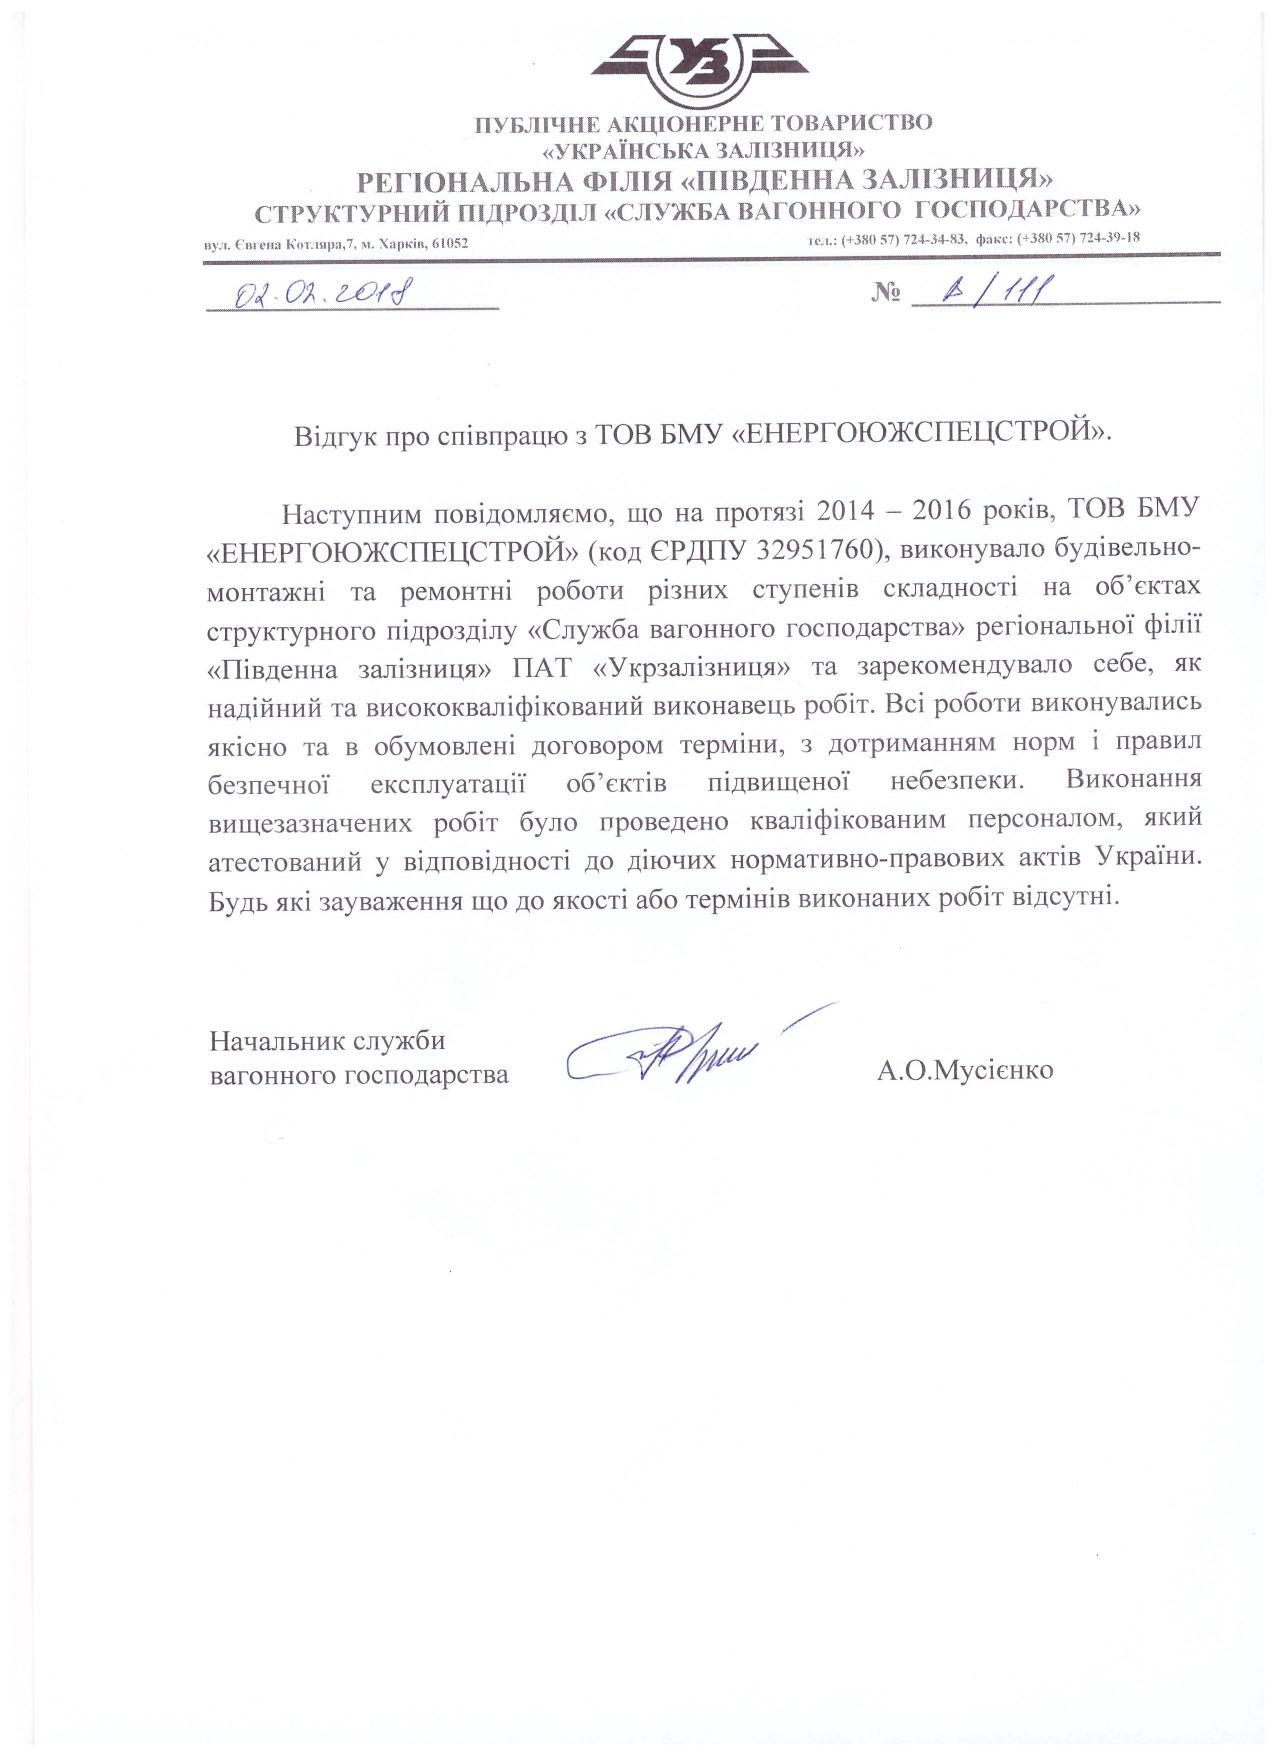 УЗ
ПУБЛІЧНЕ АКЦІОНЕРНЕ ТОВАРИСТВО
«УКРАЇНСЬКА ЗАЛІЗНИЦЯ»
РЕГІОНАЛЬНА ФІЛІЯ «ПІВДЕННА ЗАЛІЗНИЦЯ»
СТРУКТУРНИЙ ПІДРОЗДІЛ «СЛУЖБА ВАГОННОГО ГОСПОДАРСТВА»
вул. Євгена Котляра,7, м. Харків, 61052 тел.: (+380 57) 724-34-83, факс: (+380 57) 724-39-18
02.02.2018 № В/111
Відгук про співпрацю з ТОВ БМУ «ЕНЕРГОЮЖСПЕЦСТРОЙ».
Наступним повідомляємо, що на протязі 2014 – 2016 років, ТОВ БМУ
«ЕНЕРГОЮЖСПЕЦСТРОЙ» (код ЄРДПУ 32951760), виконувало будівельно-
монтажні та ремонтні роботи різних ступенів складності на об’єктах
структурного підрозділу «Служба вагонного господарства» регіональної філії
«Південна залізниця» ПАТ «Укрзалізниця» та зарекомендувало себе, як
надійний та висококваліфікований виконавець робіт. Всі роботи виконувались
якісно та в обумовлені договором терміни, з дотриманням норм і правил
безпечної експлуатації об’єктів підвищеної небезпеки. Виконання
вищезазначених робіт було проведено кваліфікованим персоналом, який
атестований у відповідності до діючих нормативно-правових актів України.
Будь які зауваження що до якості або термінів виконаних робіт відсутні.
Начальник служби
вагонного господарства А.О.Мусієнко